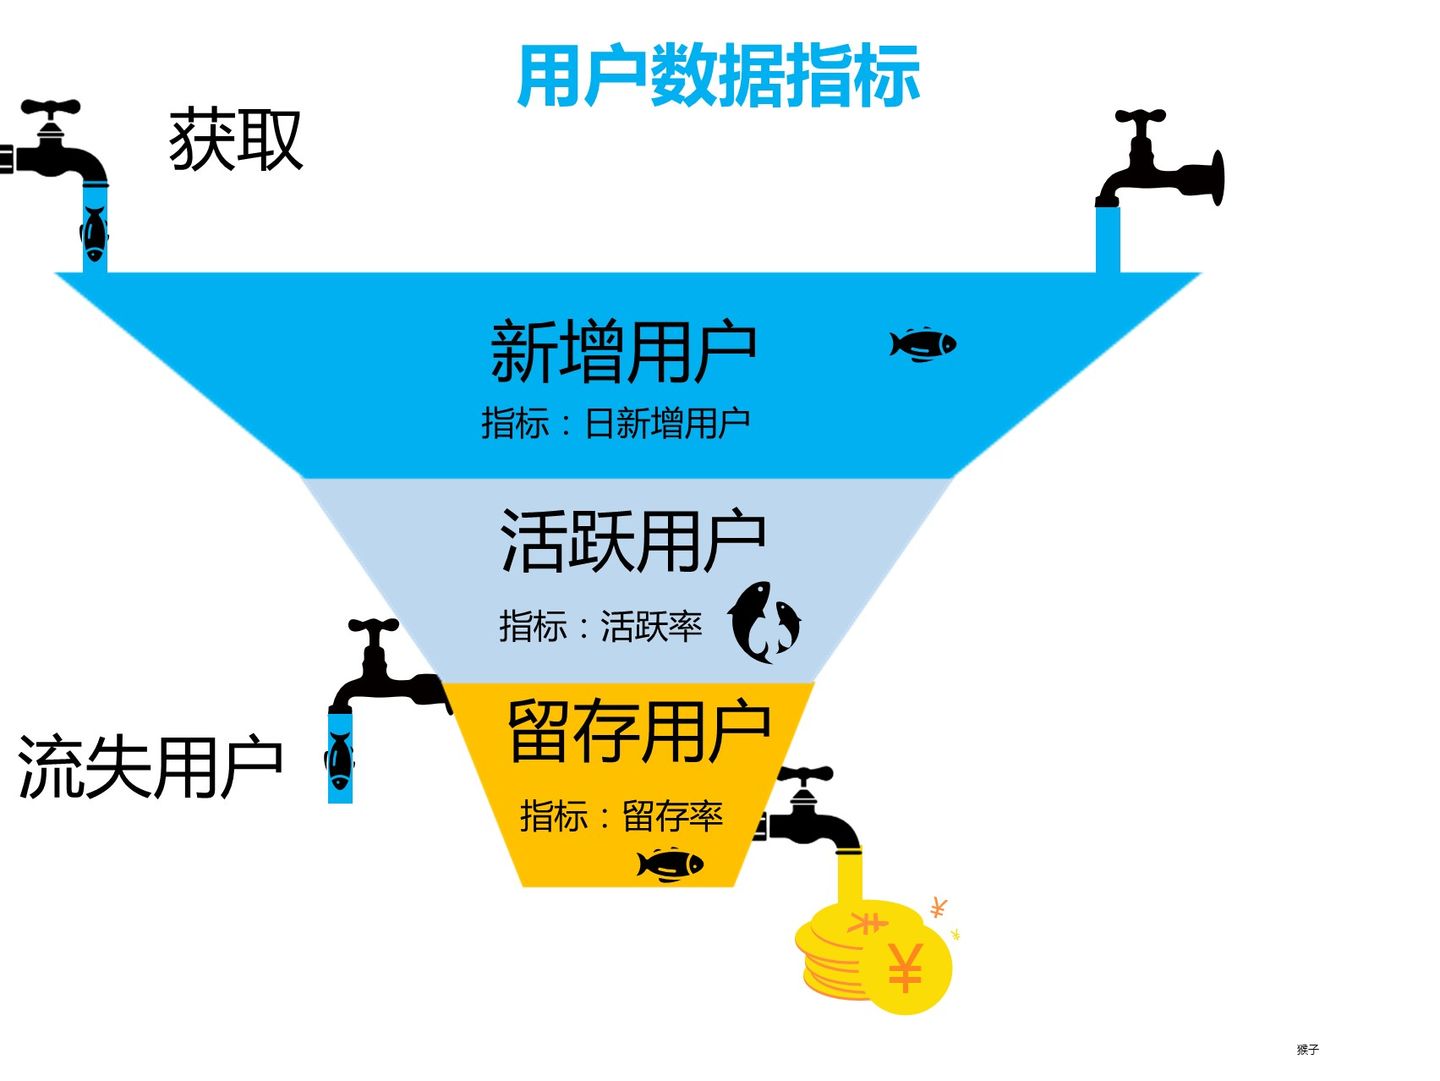 用户数据指标
获取
新增用户
指标：日新增用户
活跃用户
指标：活跃率
留存用户
流失用户
指标：留存率
¥
¥
¥
¥
猴子